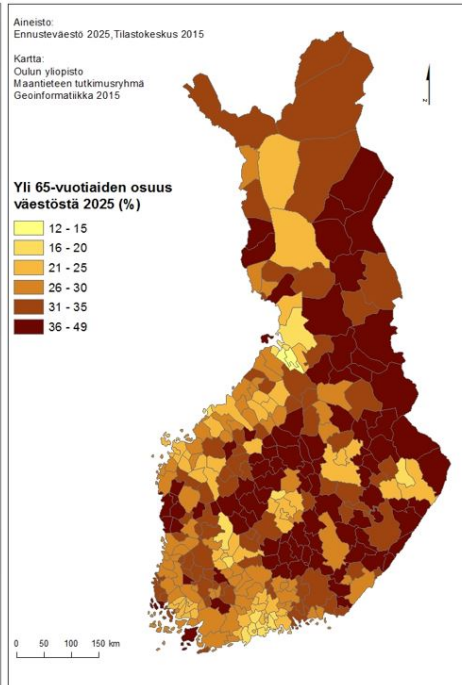 Aineisto:
Ennusteväestö 2025,Tilastokeskus 2015
Kartta:
Oulun yliopisto
Maantieteen tutkimusryhmä
Geoinformatiikka 2015
Yli 65-vuotiaiden osuus
väestöstä 2025 (%)
12 - 15
16 - 20
21 - 25
26 - 30
31 - 35
36 - 49
0 50 100 150 km